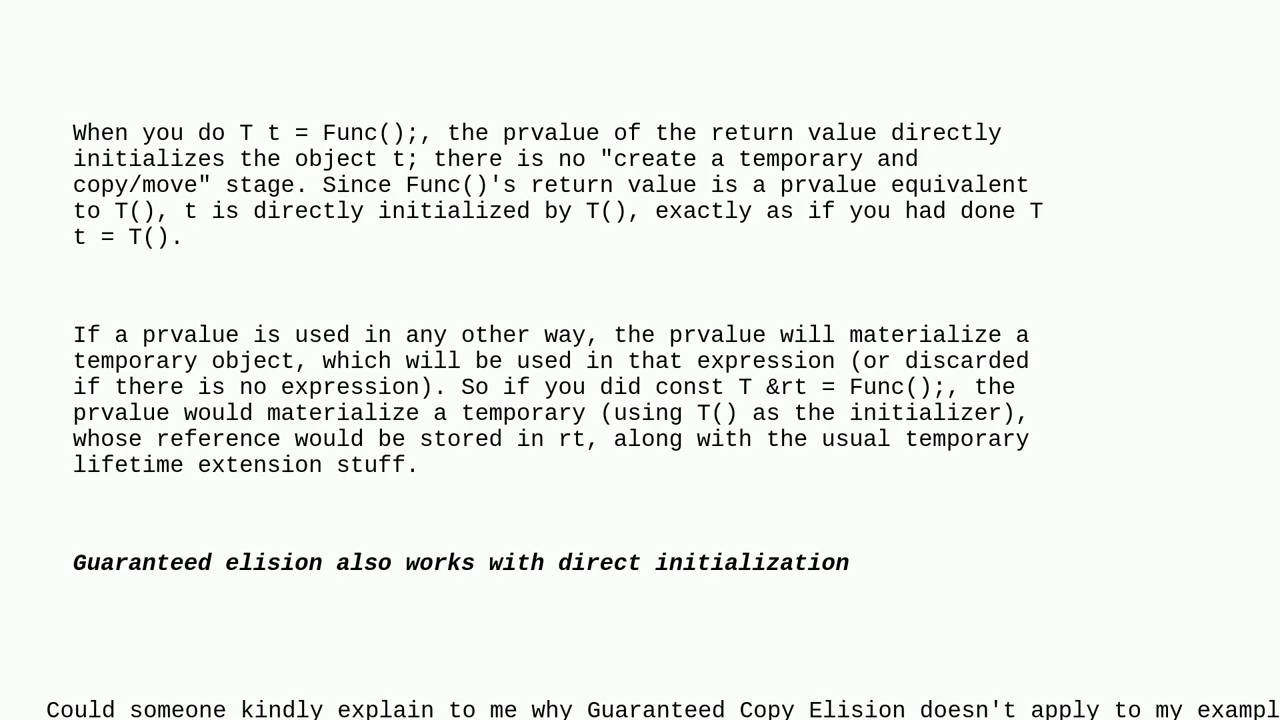 When you do T t = Func();, the prvalue of the return value directly
initializes the object t; there is no "create a temporary and
copy/move" stage. Since Func()'s return value is a prvalue equivalent
to T(), t is directly initialized by T(), exactly as if you had done T
t = T().
If a prvalue is used in any other way, the prvalue will materialize a
temporary object, which will be used in that expression (or discarded
if there is no expression). So if you did const T &rt = Func();, the
prvalue would materialize a temporary (using T() as the initializer),
whose reference would be stored in rt, along with the usual temporary
lifetime extension stuff.
Guaranteed elision also works with direct initialization
Could someone kindly explain to me why Guaranteed Copy Elision doesn't apply to my exampl